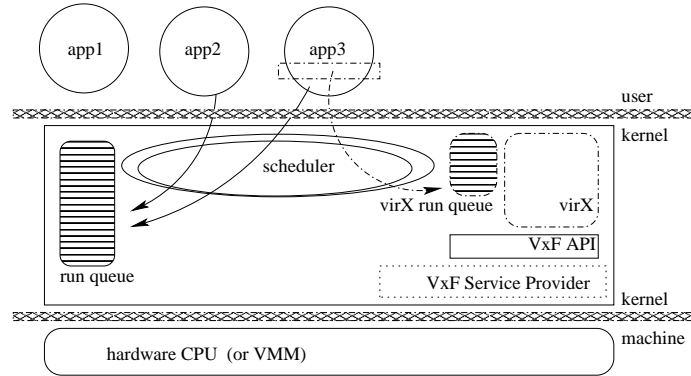 app1
app2
app3
user
kernel
scheduler
virX run queue
virX
VxF API
run queue
VxF Service Provider
kernel
machine
hardware CPU (or VMM)